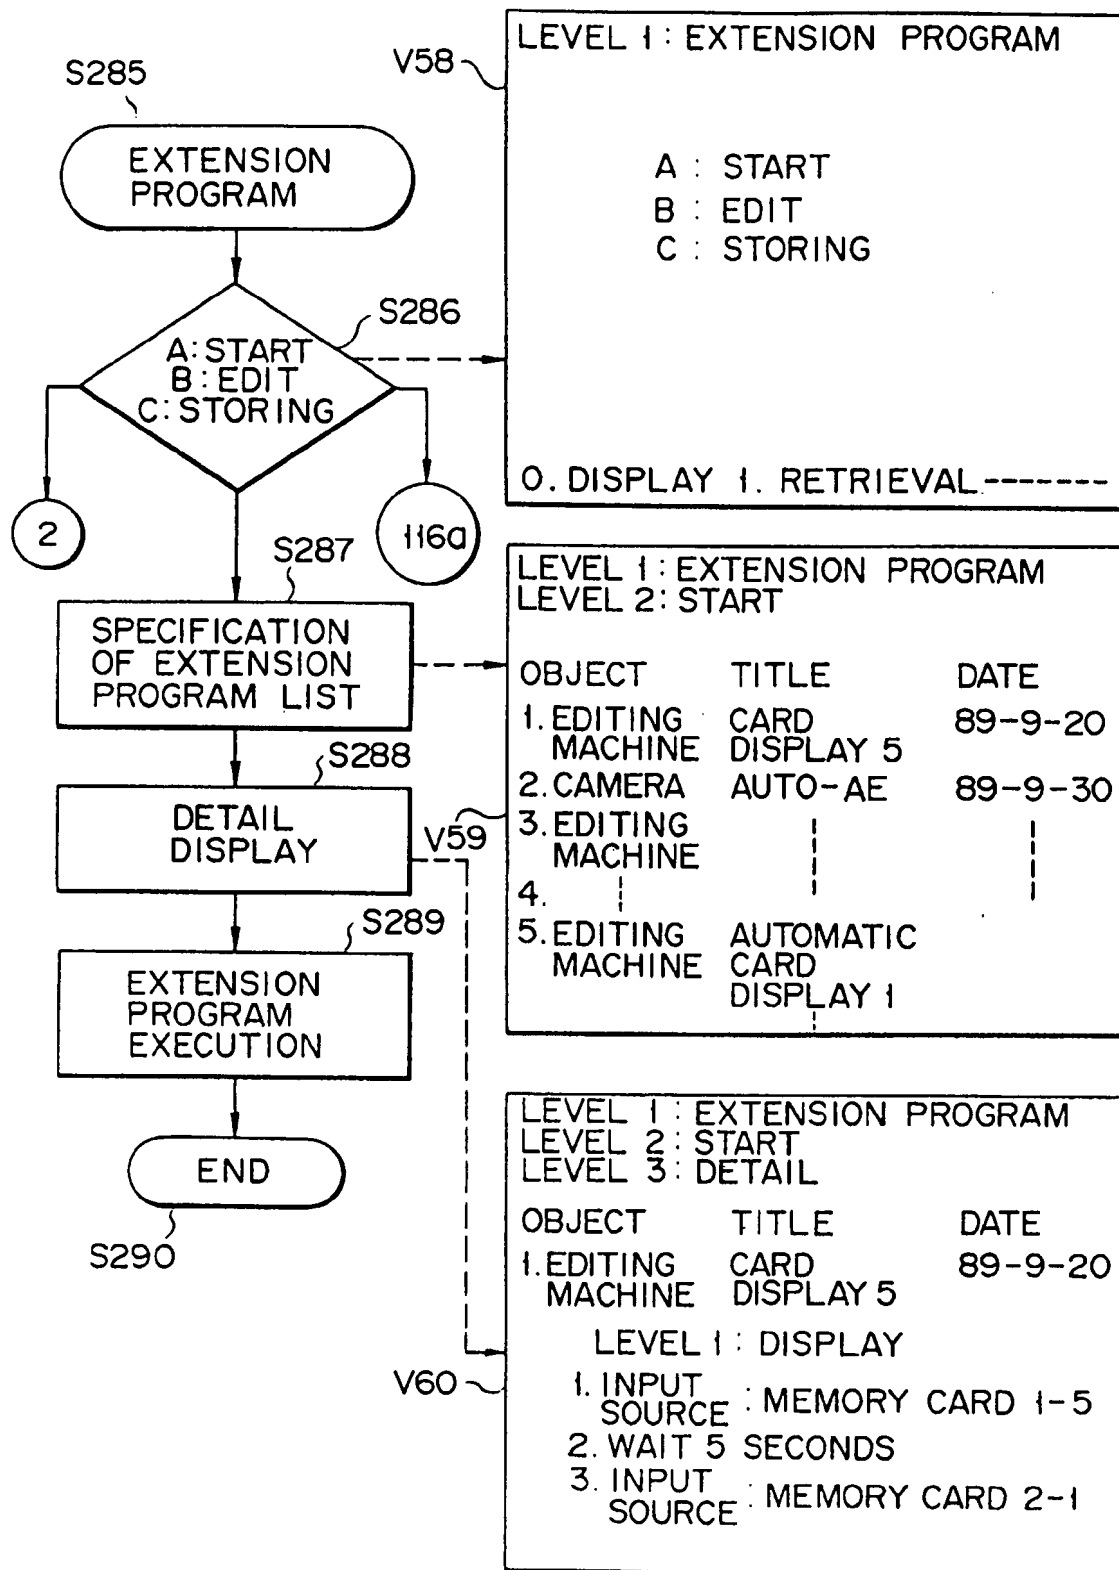 S285
EXTENSION
PROGRAM
S286
A: START
B: EDIT
C: STORING
2
116a
S287
SPECIFICATION
OF EXTENSION
PROGRAM LIST
S288
DETAIL
DISPLAY
S289
EXTENSION
PROGRAM
EXECUTION
END
S290
V58
LEVEL 1: EXTENSION PROGRAM
A : START
B : EDIT
C : STORING
0. DISPLAY 1. RETRIEVAL -------
V59
LEVEL 1: EXTENSION PROGRAM
LEVEL 2: START
OBJECT TITLE DATE
1. EDITING CARD 89-9-20
MACHINE DISPLAY 5
2. CAMERA AUTO-AE 89-9-30
3. EDITING
MACHINE
4.
5. EDITING AUTOMATIC
MACHINE CARD
DISPLAY 1
V60
LEVEL 1: EXTENSION PROGRAM
LEVEL 2: START
LEVEL 3: DETAIL
OBJECT TITLE DATE
1. EDITING CARD 89-9-20
MACHINE DISPLAY 5
LEVEL 1: DISPLAY
1. INPUT
SOURCE : MEMORY CARD 1-5
2. WAIT 5 SECONDS
3. INPUT
SOURCE : MEMORY CARD 2-1